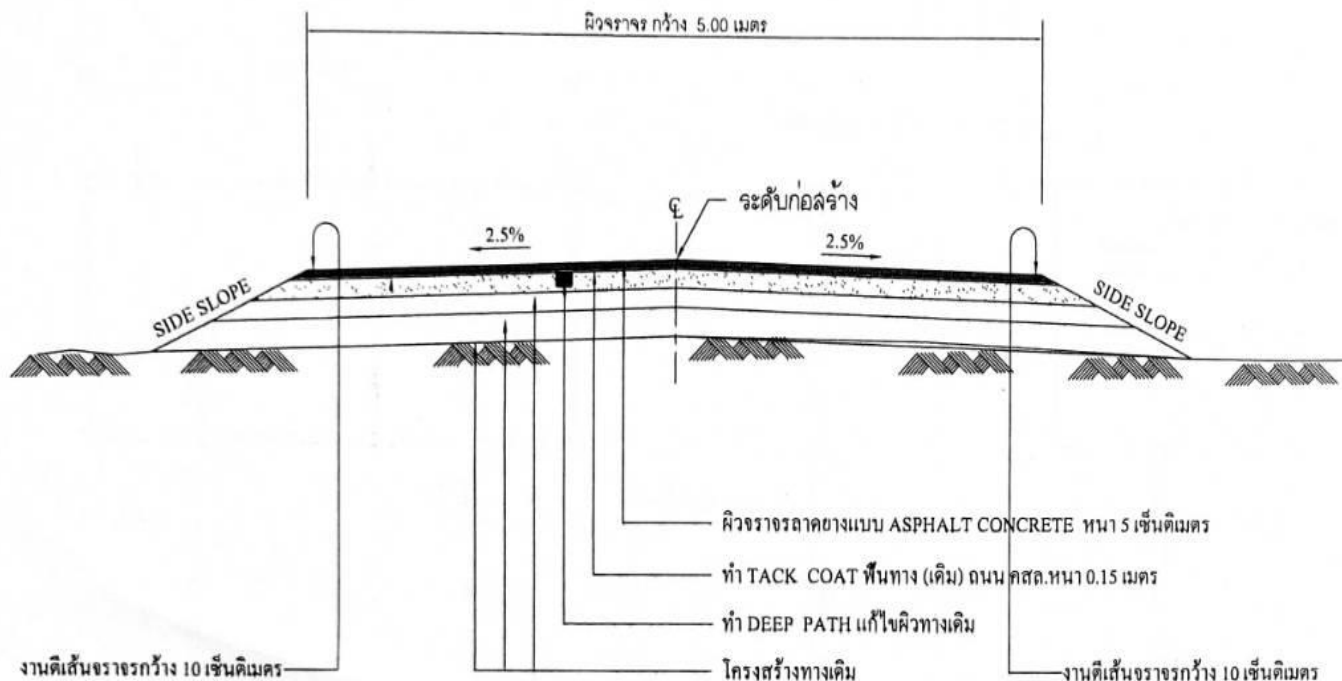 ผิวจราจร กว้าง 5.00 เมตร
℄
ระดับก่อสร้าง
2.5%
2.5%
SIDE SLOPE
SIDE SLOPE
ผิวจราจรลาดยางแบบ ASPHALT CONCRETE หนา 5 เซ็นติเมตร
ทำ TACK COAT พื้นทาง (เดิม) ถนน คสล.หนา 0.15 เมตร
ทำ DEEP PATH แก้ไขผิวทางเดิม
งานตีเส้นจราจรกว้าง 10 เซ็นติเมตร
โครงสร้างทางเดิม
งานตีเส้นจราจรกว้าง 10 เซ็นติเมตร